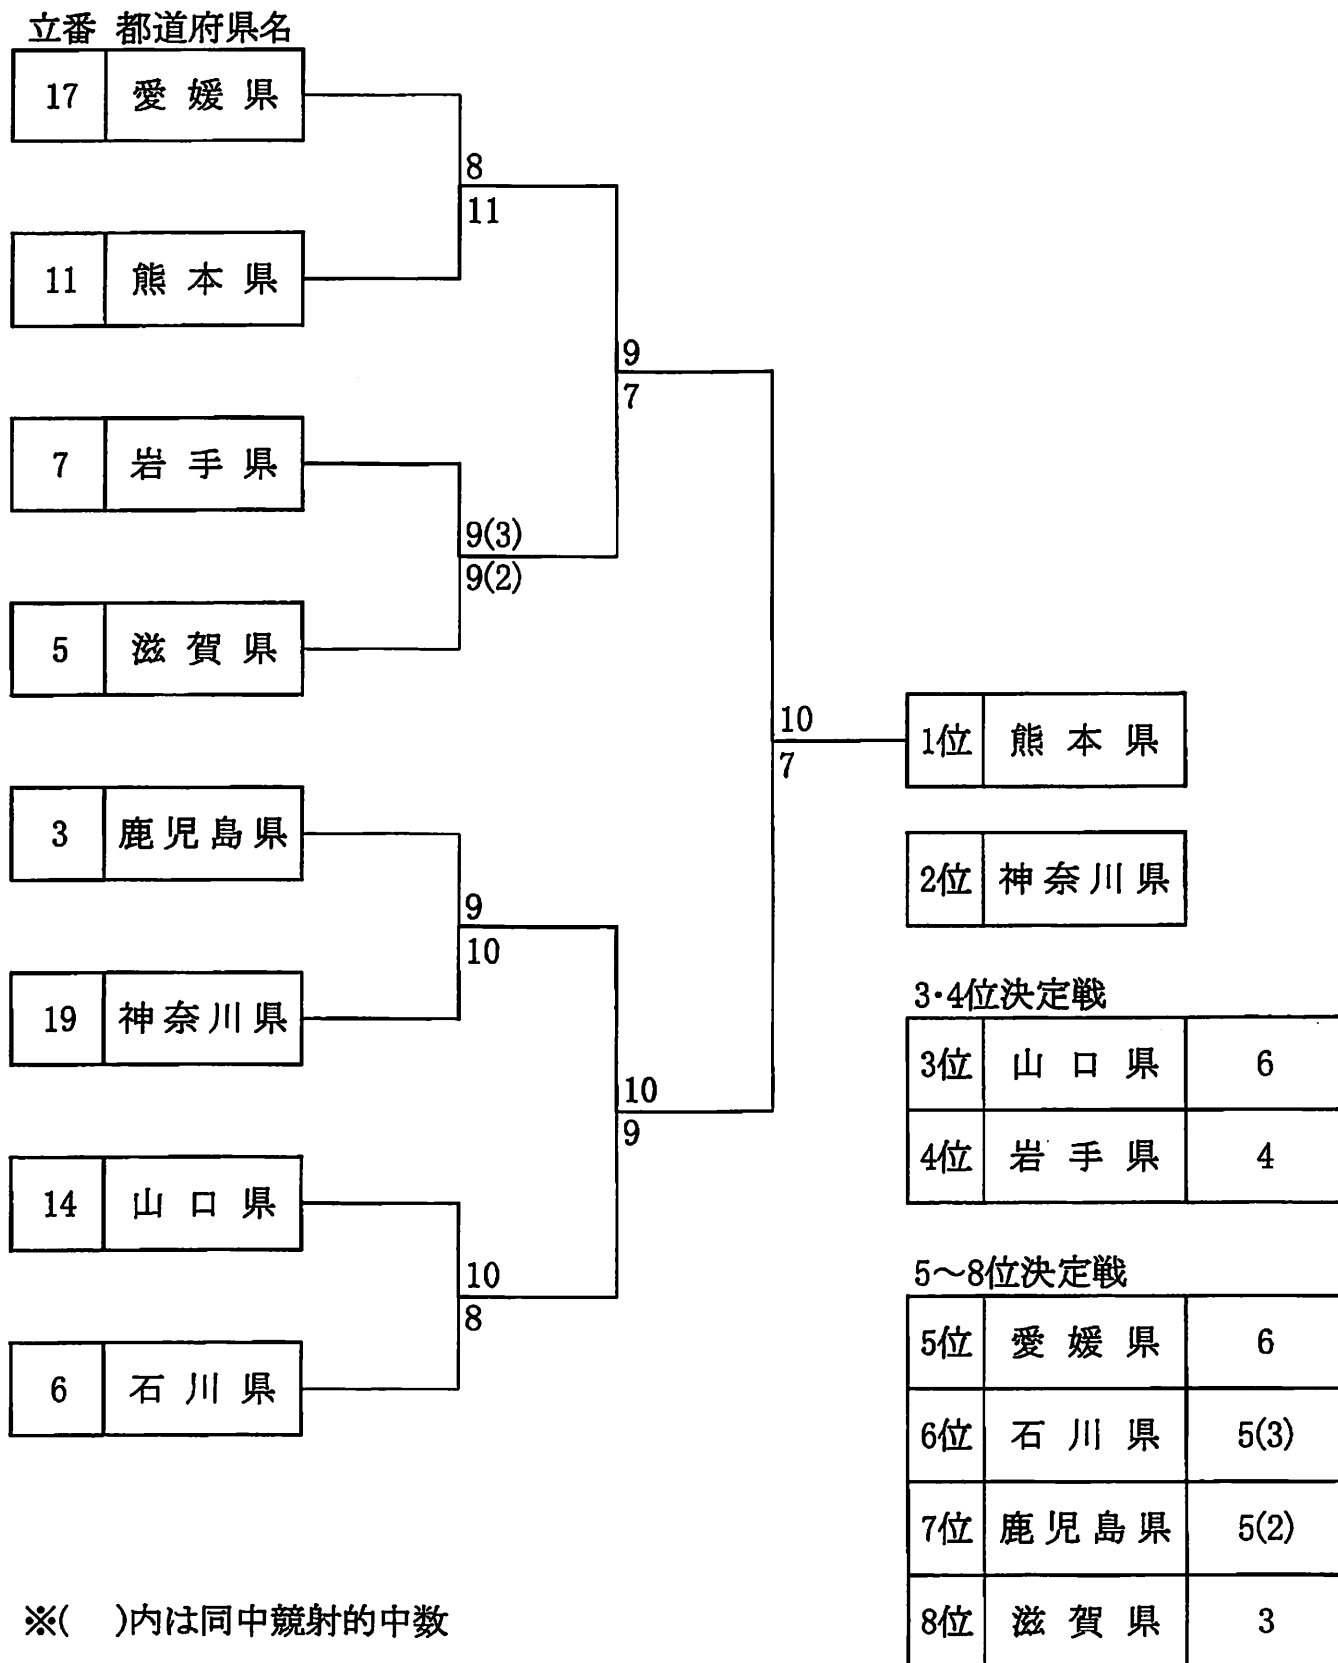 立番 都道府県名
17 愛媛県
8
11
11 熊本県
9
7
7 岩手県
9(3)
9(2)
5 滋賀県
10
7
1位 熊本県
3 鹿児島県
2位 神奈川県
9
10
19 神奈川県
3・4位決定戦
3位 山口県 6
10
9
4位 岩手県 4
14 山口県
10
8
5～8位決定戦
5位 愛媛県 6
6 石川県
6位 石川県 5(3)
7位 鹿児島県 5(2)
8位 滋賀県 3
※( )内は同中競射的中数